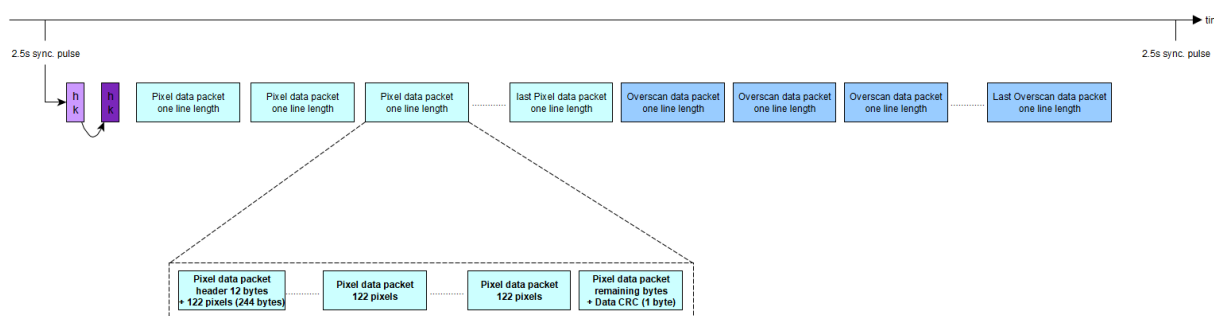 tir
2.5s sync. pulse
2.5s sync. pulse
h
k
h
k
Pixel data packet
one line length
Pixel data packet
one line length
Pixel data packet
one line length
last Pixel data packet
one line length
Overscan data packet
one line length
Overscan data packet
one line length
Overscan data packet
one line length
Last Overscan data packet
one line length
Pixel data packet
header 12 bytes
+ 122 pixels (244 bytes)
Pixel data packet
122 pixels
Pixel data packet
122 pixels
Pixel data packet
remaining bytes
+ Data CRC (1 byte)